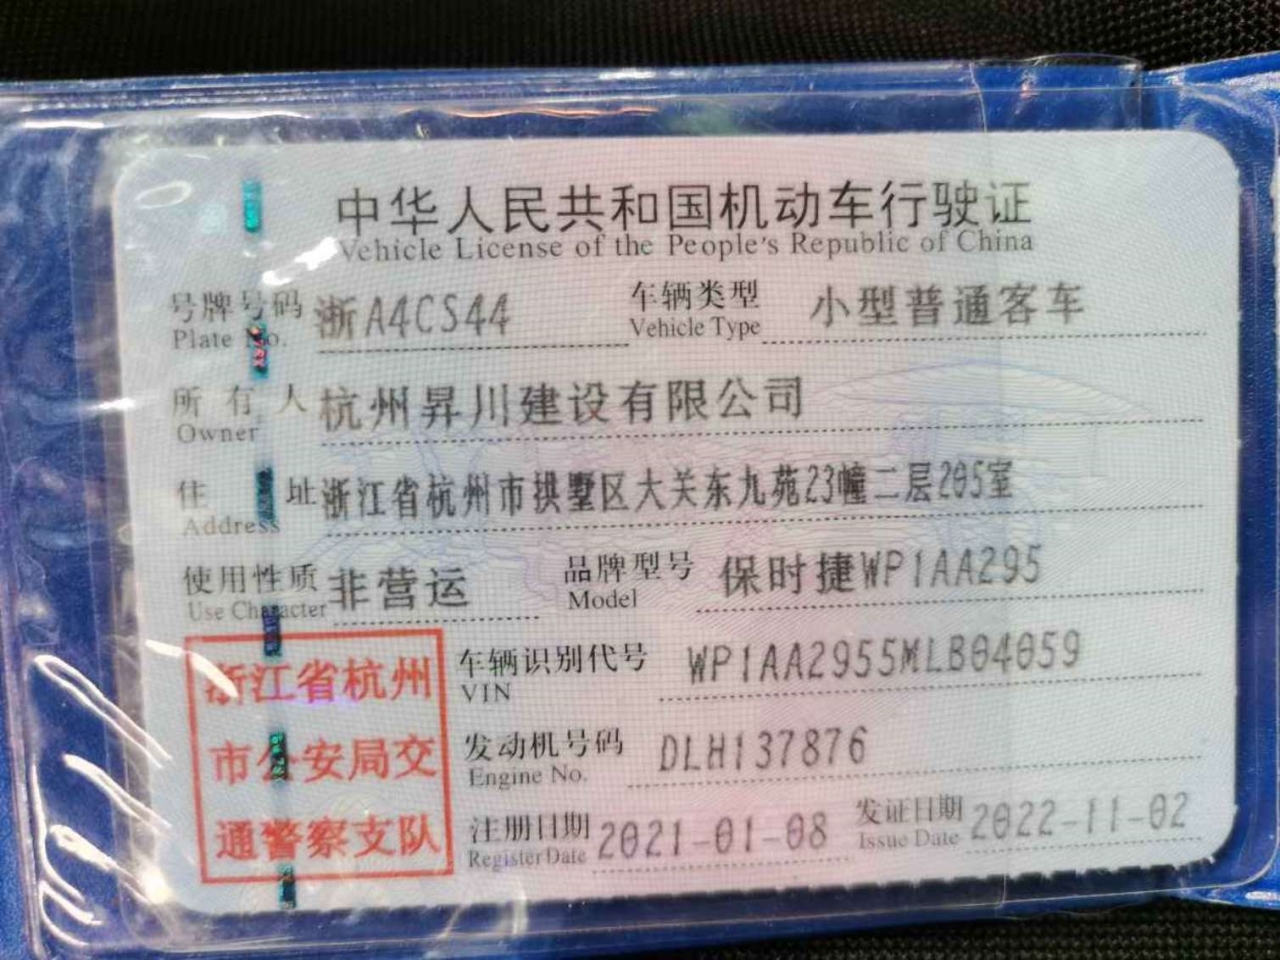 中华人民共和国机动车行驶证
Vehicle License of the People's Republic of China
号牌号码 浙A4CS44 车辆类型 小型普通客车
Plate No. Vehicle Type
所有人 杭州昇川建设有限公司
Owner
住址 浙江省杭州市拱墅区大关东九苑23幢二层205室
Address
使用性质 非营运 品牌型号 保时捷WP1AA295
Use Character Model
浙江省杭州
市公安局交
通警察支队
车辆识别代号 WP1AA2955MLB04059
VIN
发动机号码 DLH137876
Engine No.
注册日期 2021-01-08 发证日期 2022-11-02
Register Date Issue Date